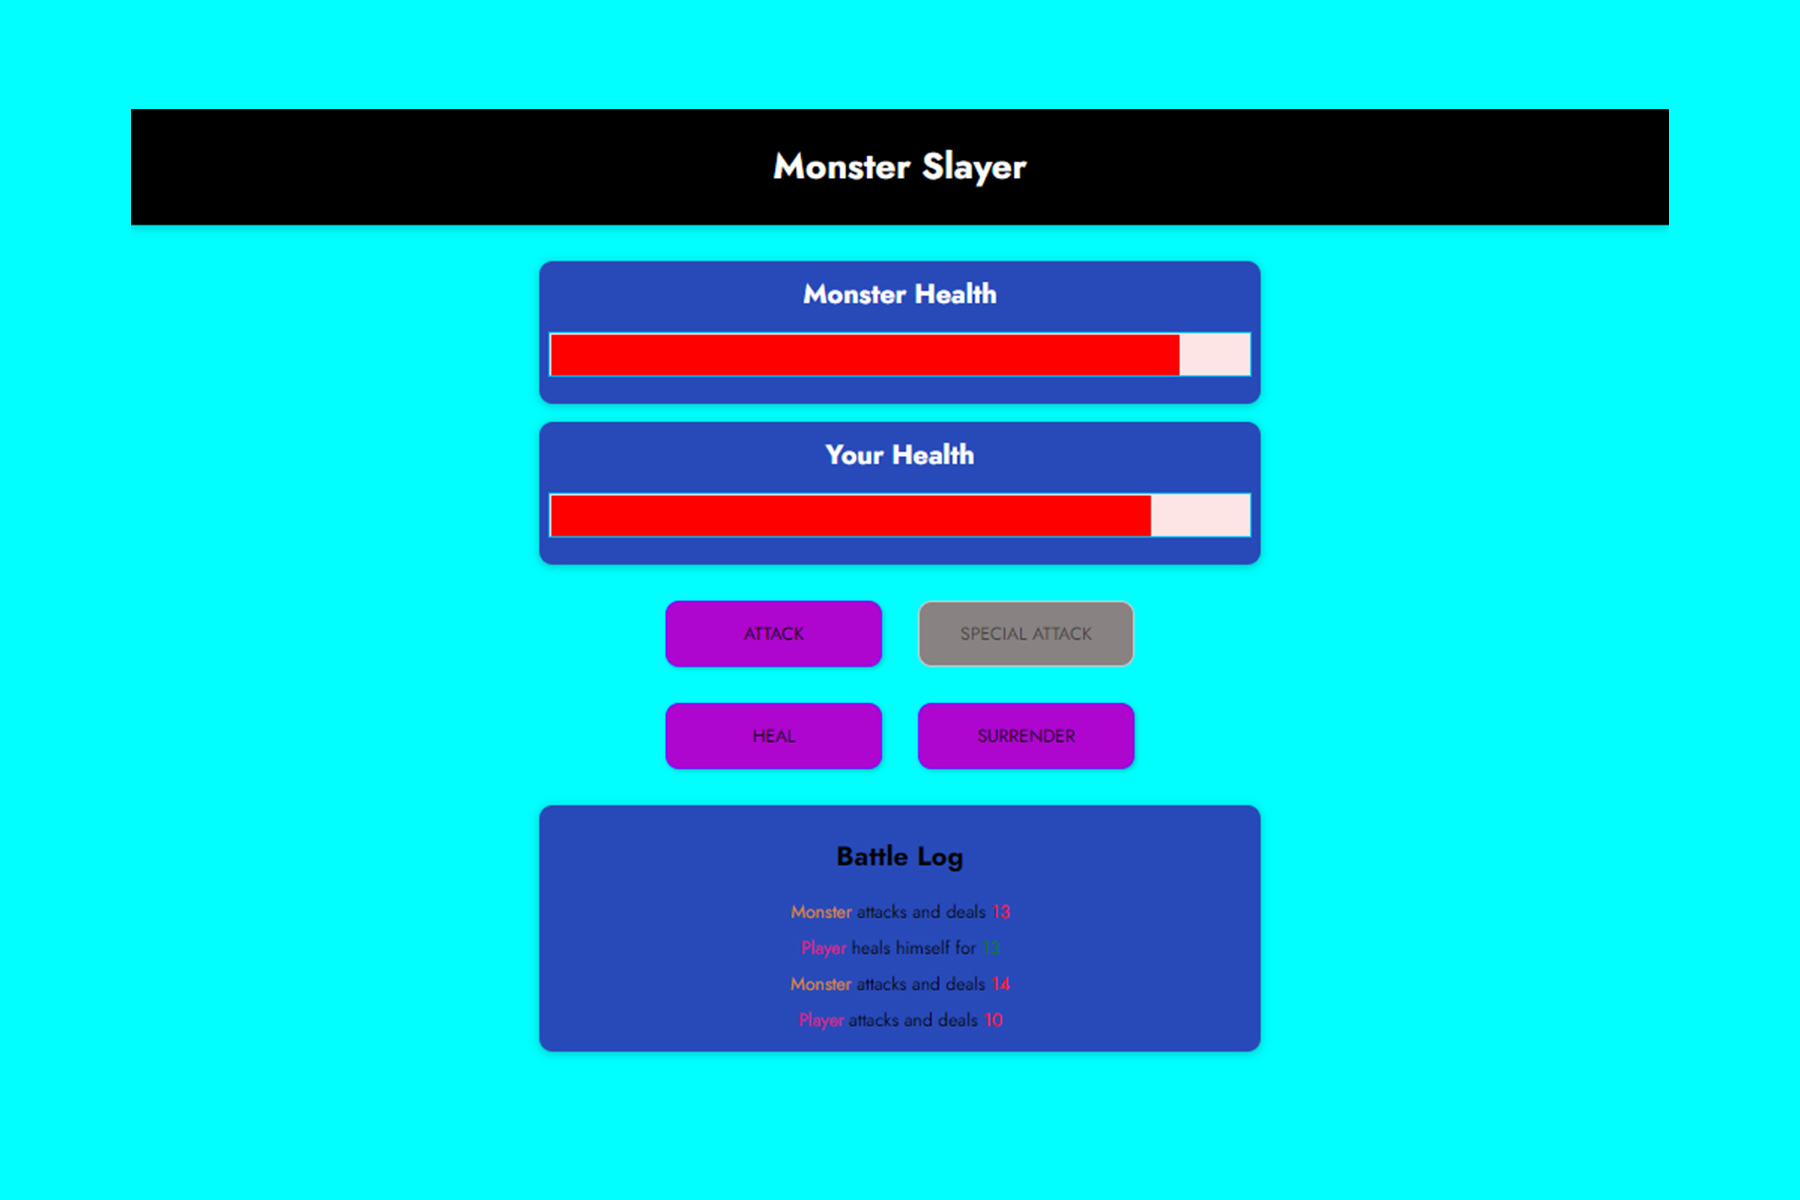 Monster Slayer
Monster Health
Your Health
ATTACK SPECIAL ATTACK
HEAL SURRENDER
Battle Log
Monster attacks and deals 13
Player heals himself for 13
Monster attacks and deals 14
Player attacks and deals 10